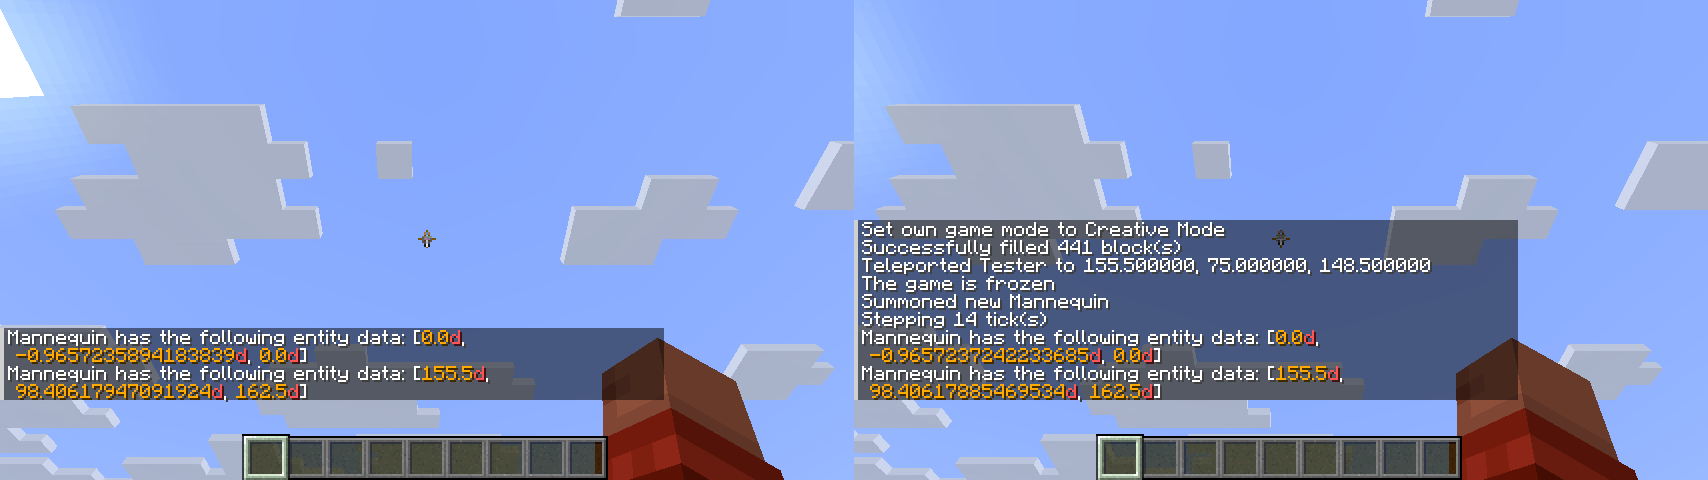 Mannequin has the following entity data: [0.0d,
-0.9657235894183839d, 0.0d]
Mannequin has the following entity data: [155.5d,
98.406179470919​24d, 162.5d]
Set own game mode to Creative Mode
Successfully filled 441 block(s)
Teleported Tester to 155.500000, 75.000000, 148.500000
The game is frozen
Summoned new Mannequin
Stepping 14 tick(s)
Mannequin has the following entity data: [0.0d,
-0.9657237242233685d, 0.0d]
Mannequin has the following entity data: [155.5d,
98.40617885469534d, 162.5d]